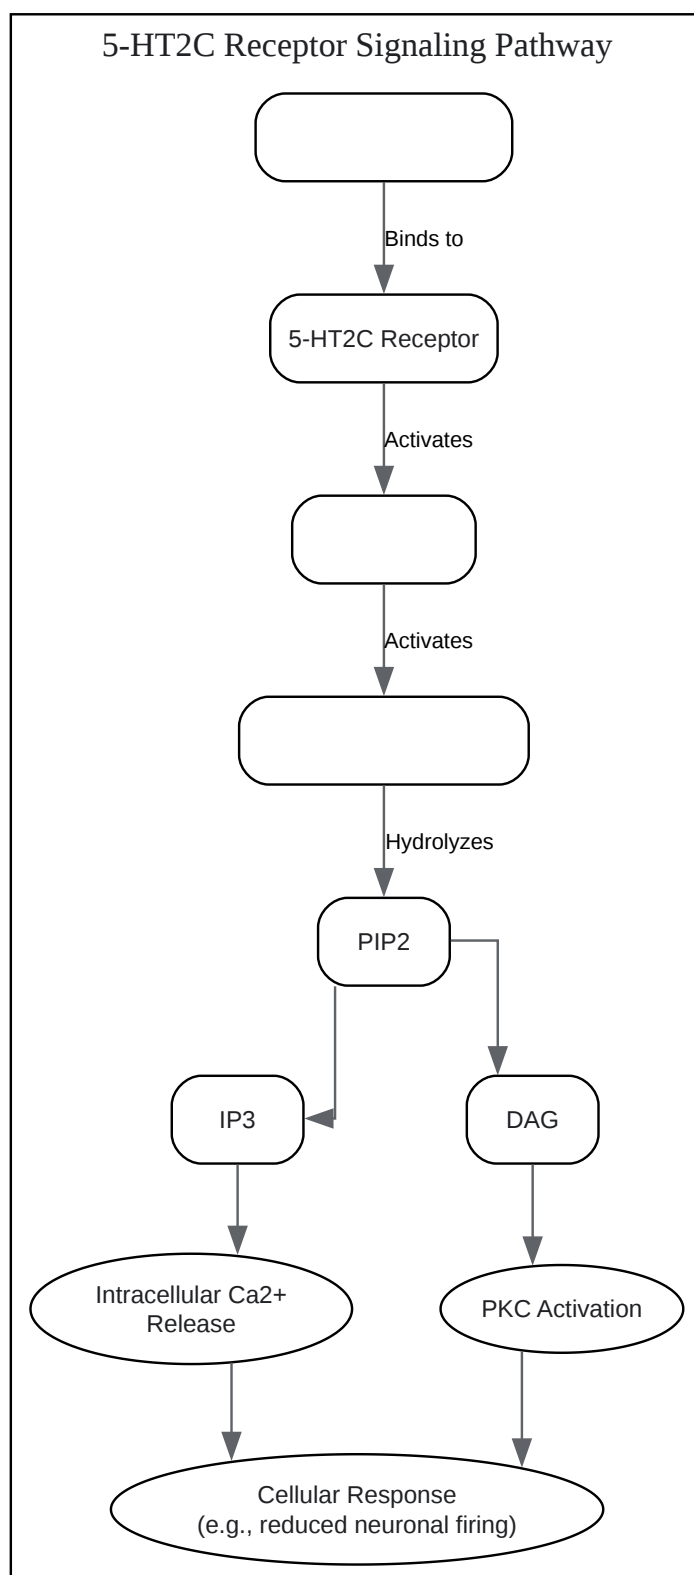 5-HT2C Receptor Signaling Pathway
Binds to
5-HT2C Receptor
Activates
Activates
Hydrolyzes
PIP2
IP3
DAG
Intracellular Ca2+
Release
PKC Activation
Cellular Response
(e.g., reduced neuronal firing)